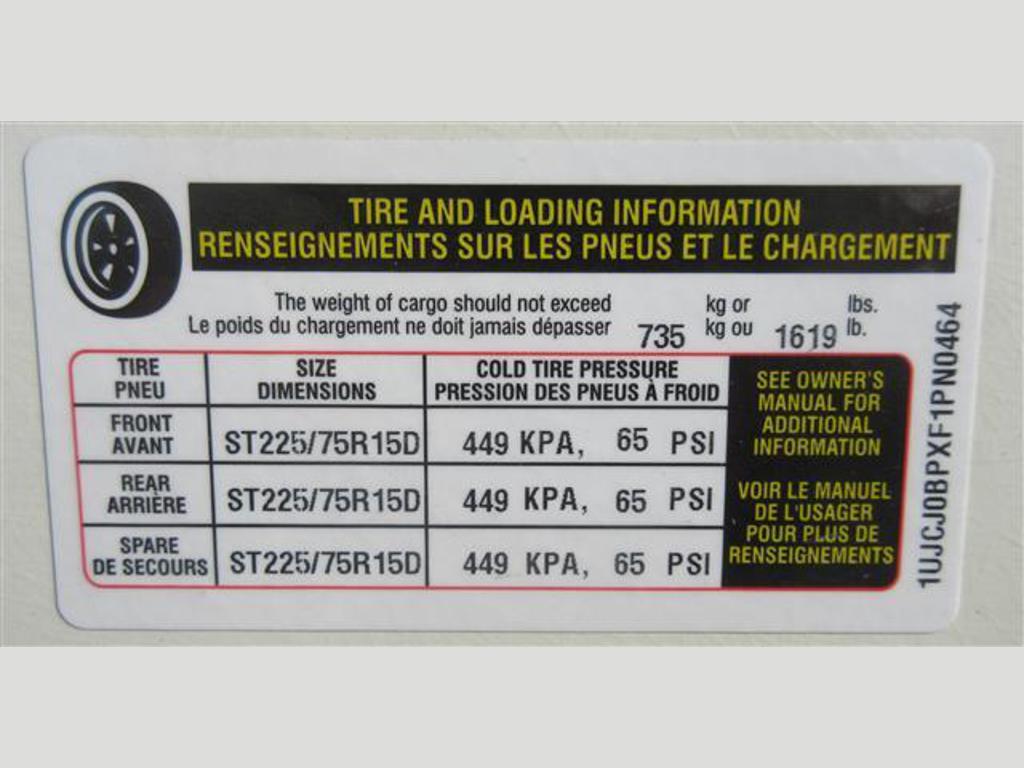 TIRE AND LOADING INFORMATION
RENSEIGNEMENTS SUR LES PNEUS ET LE CHARGEMENT
The weight of cargo should not exceed kg or lbs.
Le poids du chargement ne doit jamais dépasser 735 kg ou 1619 lb.
TIRE SIZE COLD TIRE PRESSURE
PNEU DIMENSIONS PRESSION DES PNEUS À FROID
FRONT
AVANT ST225/75R15D 449 KPA, 65 PSI
REAR
ARRIÈRE ST225/75R15D 449 KPA, 65 PSI
SPARE
DE SECOURS ST225/75R15D 449 KPA, 65 PSI
SEE OWNER'S
MANUAL FOR
ADDITIONAL
INFORMATION
VOIR LE MANUEL
DE L'USAGER
POUR PLUS DE
RENSEIGNEMENTS
1UJCJ0BPXF1PN0464